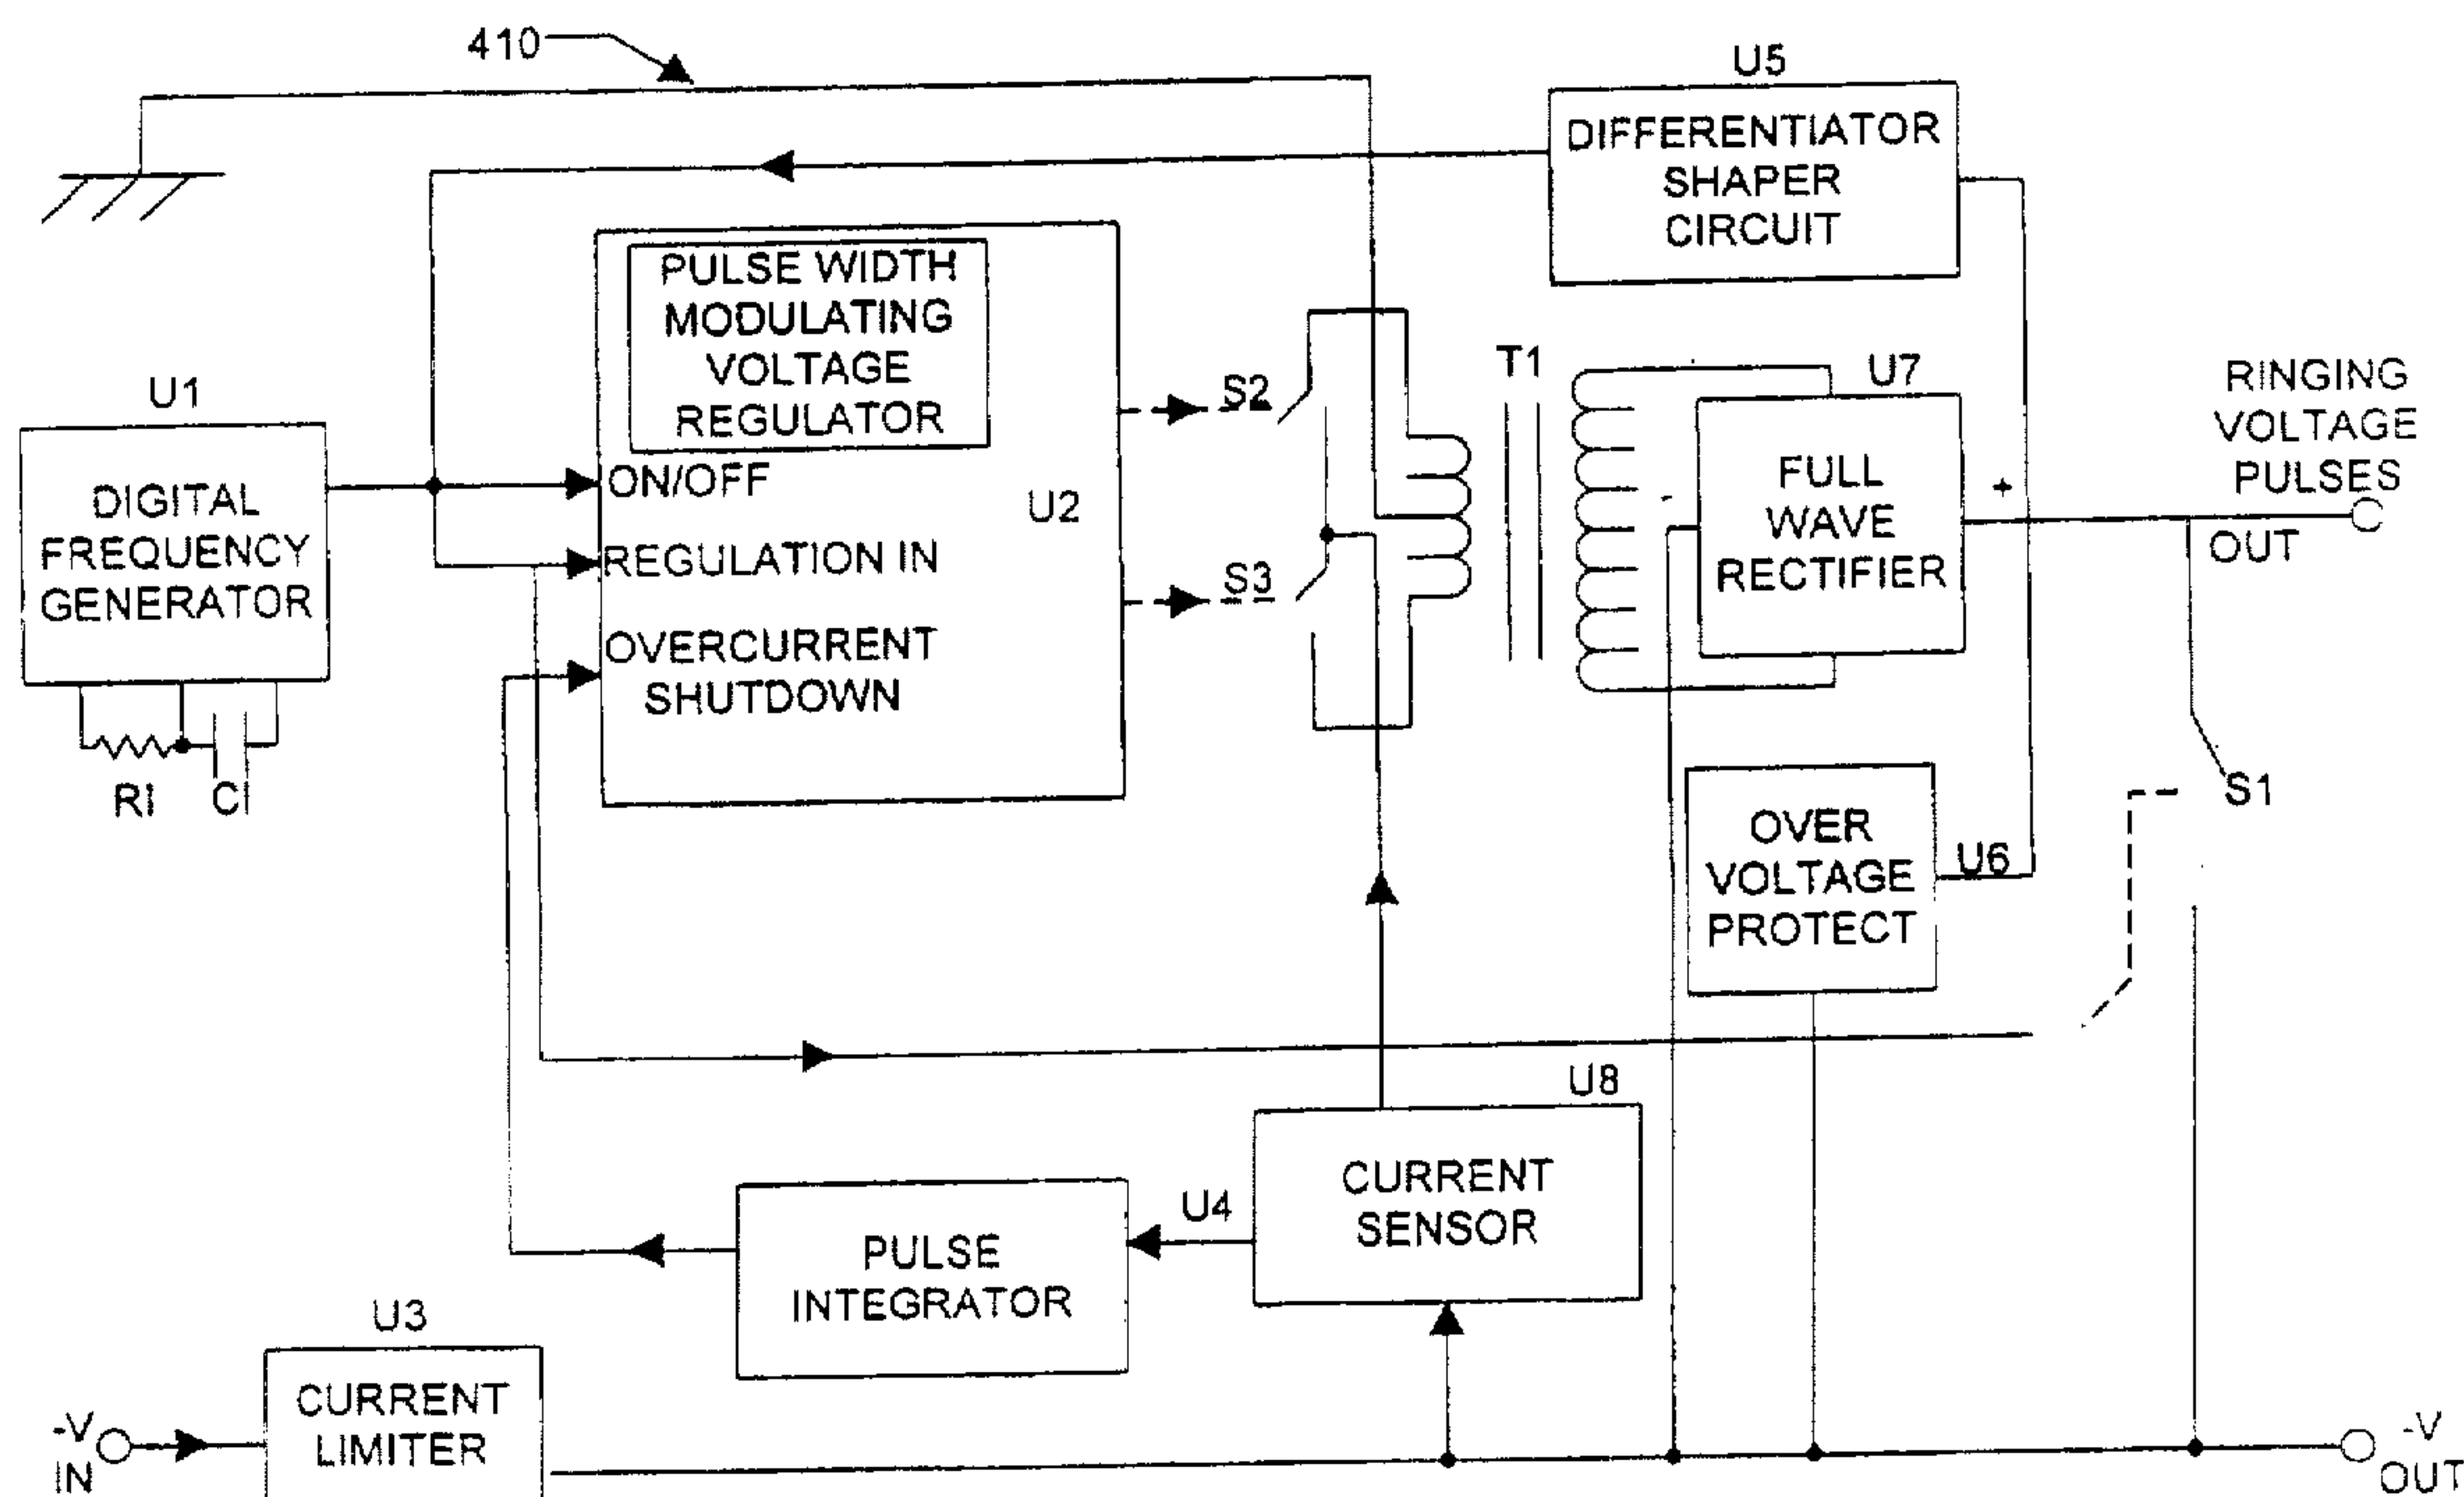 410
U5
DIFFERENTIATOR
SHAPER
CIRCUIT
PULSE WIDTH
MODULATING
VOLTAGE
REGULATOR
ON/OFF
REGULATION IN
OVERCURRENT
SHUTDOWN
U2
U1
DIGITAL
FREQUENCY
GENERATOR
RI
CI
S2
S3
T1
U7
FULL
WAVE
RECTIFIER
-
+
RINGING
VOLTAGE
PULSES
OUT
S1
OVER
VOLTAGE
PROTECT
U6
U8
CURRENT
SENSOR
U4
PULSE
INTEGRATOR
U3
CURRENT
LIMITER
-V
IN
-V
OUT